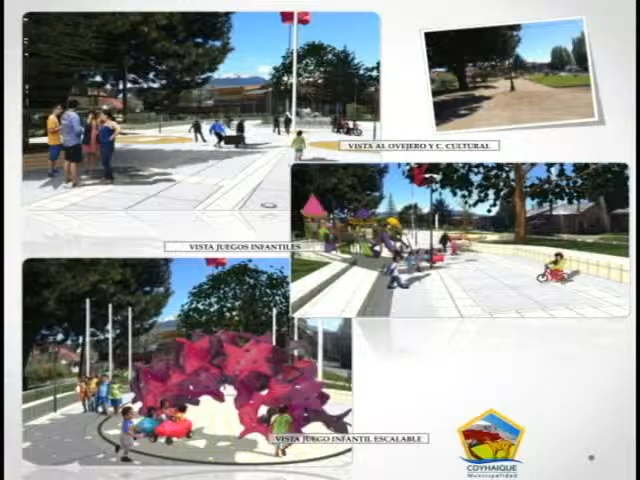 VISTA AL OVEJERO Y C. CULTURAL
VISTA JUEGOS INFANTILES
VISTA JUEGO INFANTIL ESCALABLE
COYHAIQUE
Municipalidad